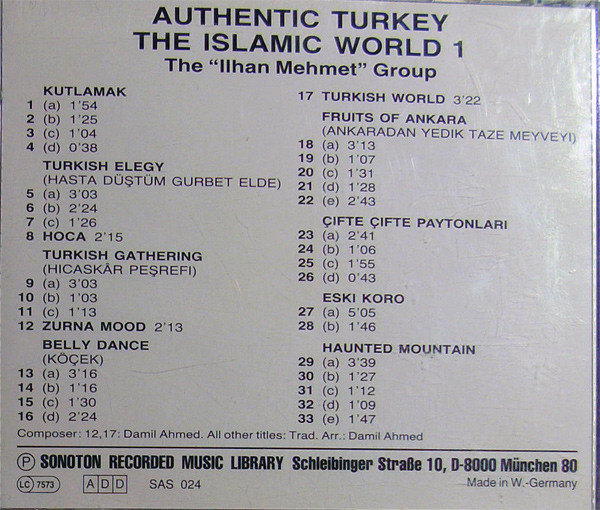 AUTHENTIC TURKEY
THE ISLAMIC WORLD 1
The “Ilhan Mehmet” Group
KUTLAMAK
1 (a) 1'54
2 (b) 1'25
3 (c) 1'04
4 (d) 0'38
TURKISH ELEGY
(HASTA DÜŞTÜM GURBET ELDE)
5 (a) 3'03
6 (b) 2'24
7 (c) 1'26
8 HOCA 2'15
TURKISH GATHERING
(HICASKÂR PEŞREFI)
9 (a) 3'03
10 (b) 1'03
11 (c) 1'13
12 ZURNA MOOD 2'13
BELLY DANCE
(KÖÇEK)
13 (a) 3'16
14 (b) 1'16
15 (c) 1'30
16 (d) 2'24
17 TURKISH WORLD 3'22
FRUITS OF ANKARA
(ANKARADAN YEDIK TAZE MEYVEYI)
18 (a) 3'13
19 (b) 1'07
20 (c) 1'31
21 (d) 1'28
22 (e) 2'43
ÇIFTE ÇIFTE PAYTONLARI
23 (a) 2'41
24 (b) 1'06
25 (c) 1'55
26 (d) 0'43
ESKI KORO
27 (a) 5'05
28 (b) 1'46
HAUNTED MOUNTAIN
29 (a) 3'39
30 (b) 1'27
31 (c) 1'12
32 (d) 1'09
33 (e) 1'47
Composer: 12,17: Damil Ahmed. All other titles: Trad. Arr.: Damil Ahmed
Ⓟ SONOTON RECORDED MUSIC LIBRARY Schleibinger Straße 10, D-8000 München 80
LC 7573 A D D SAS 024 Made in W.-Germany